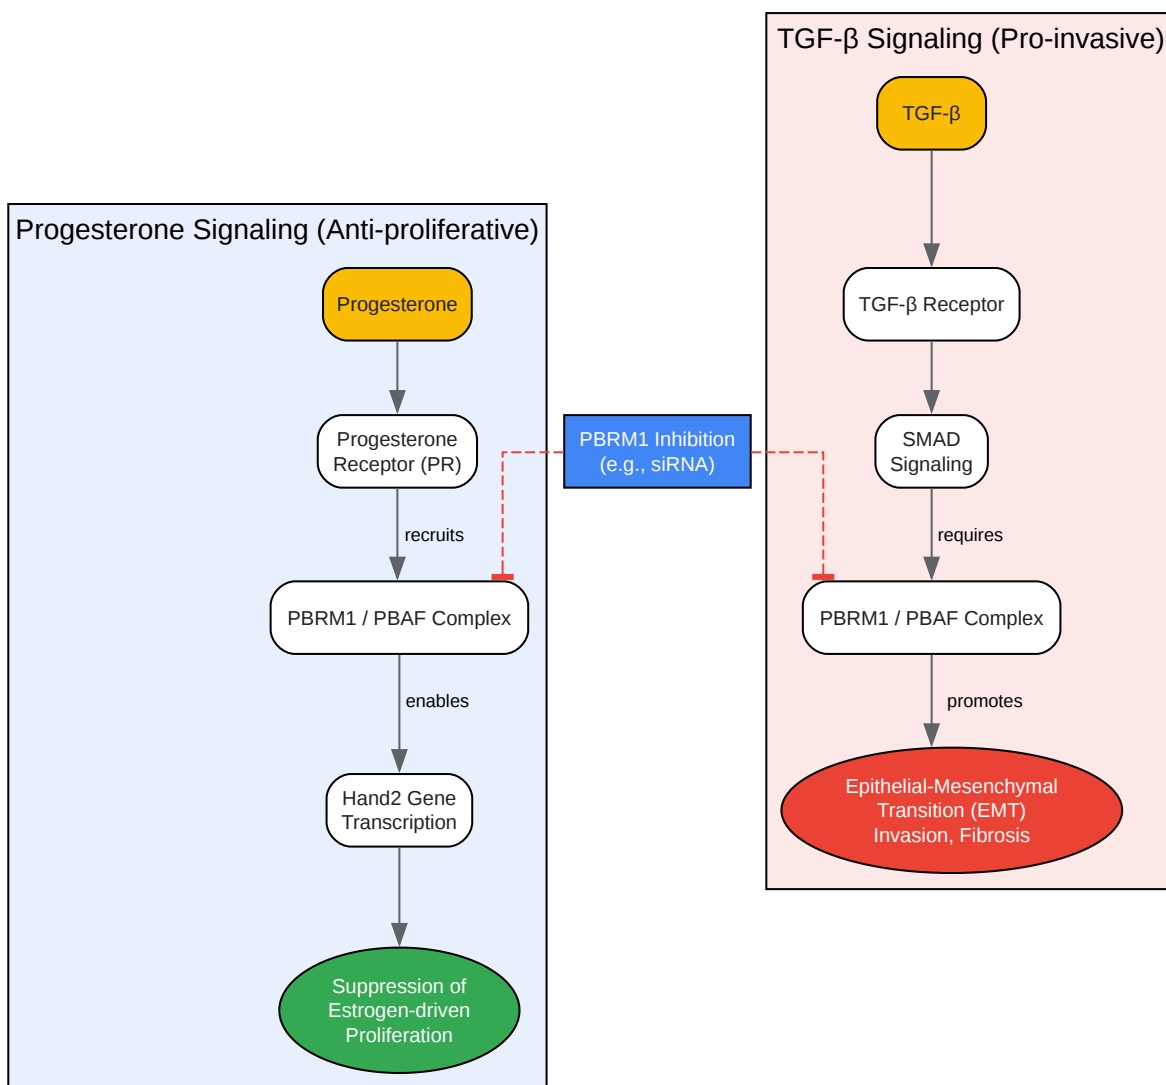 TGF-β Signaling (Pro-invasive)
TGF-β
Progesterone Signaling (Anti-proliferative)
Progesterone
TGF-β Receptor
Progesterone
Receptor (PR)
PBRM1 Inhibition
(e.g., siRNA)
SMAD
Signaling
recruits
requires
PBRM1 / PBAF Complex
PBRM1 / PBAF Complex
enables
promotes
Hand2 Gene
Transcription
Epithelial-Mesenchymal
Transition (EMT)
Invasion, Fibrosis
Suppression of
Estrogen-driven
Proliferation